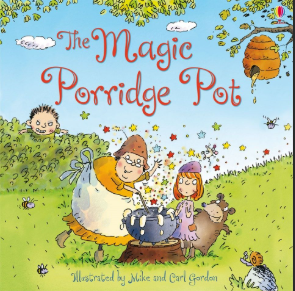 The Magic
Porridge Pot
Illustrated by Mike and Carl Gordon